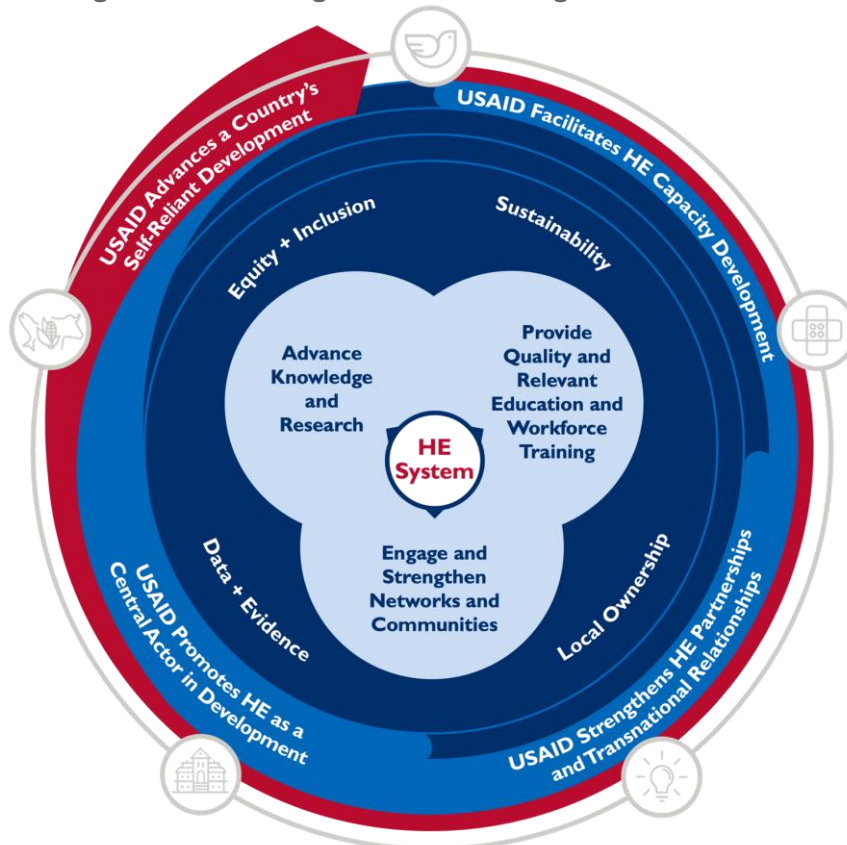 USAID Advances a Country's
Self-Reliant Development
USAID Facilitates HE Capacity Development
Equity + Inclusion
Sustainability
Advance
Knowledge
and
Research
Provide
Quality and
Relevant
Education and
Workforce
Training
HE
System
Engage and
Strengthen
Networks and
Communities
Data + Evidence
Local Ownership
USAID Promotes HE as a
Central Actor in Development
USAID Strengthens HE Partnerships
and Transnational Relationships